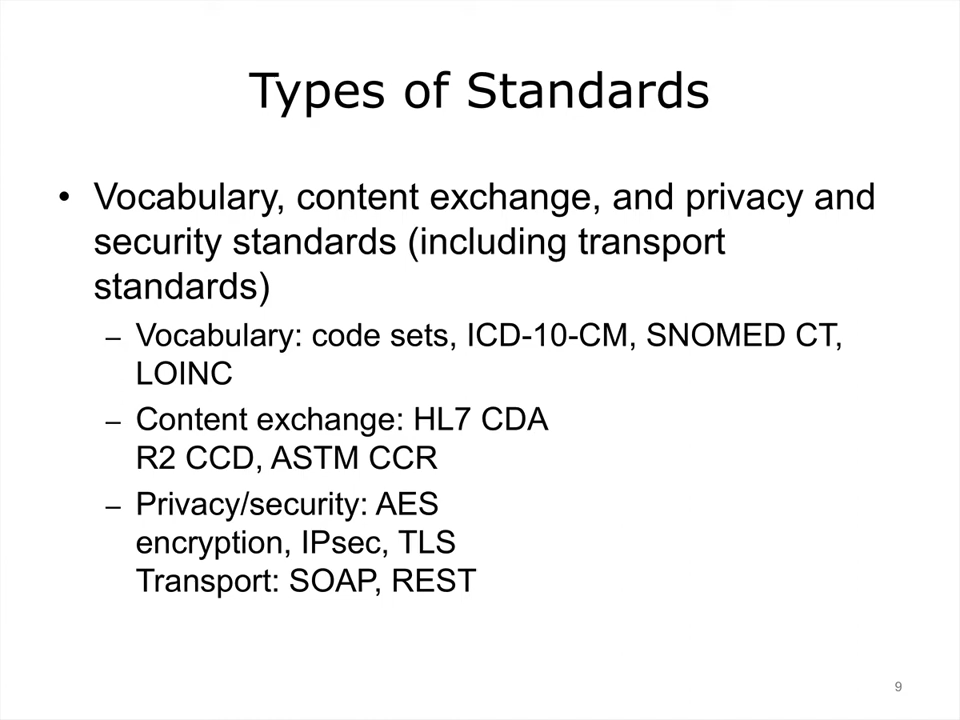 Types of Standards
• Vocabulary, content exchange, and privacy and
security standards (including transport
standards)
– Vocabulary: code sets, ICD-10-CM, SNOMED CT,
LOINC
– Content exchange: HL7 CDA
R2 CCD, ASTM CCR
– Privacy/security: AES
encryption, IPsec, TLS
Transport: SOAP, REST
9